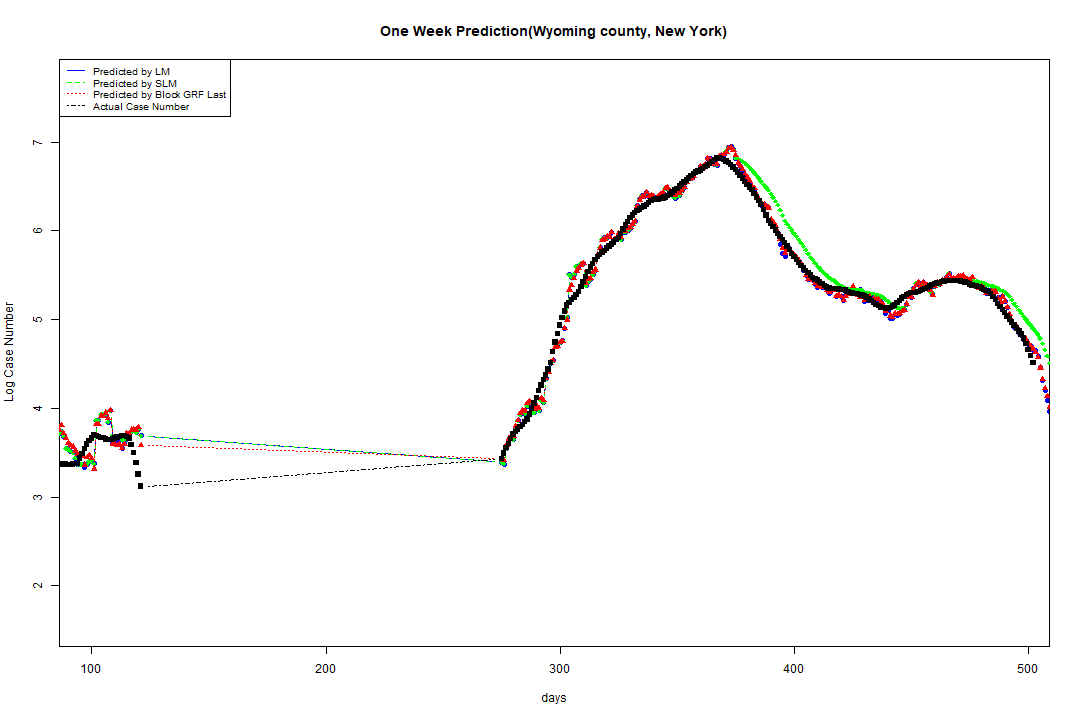 One Week Prediction(Wyoming county, New York)
Predicted by LM
Predicted by SLM
Predicted by Block GRF Last
Actual Case Number
7
6
5
4
3
2
Log Case Number
100 200 300 400 500
days